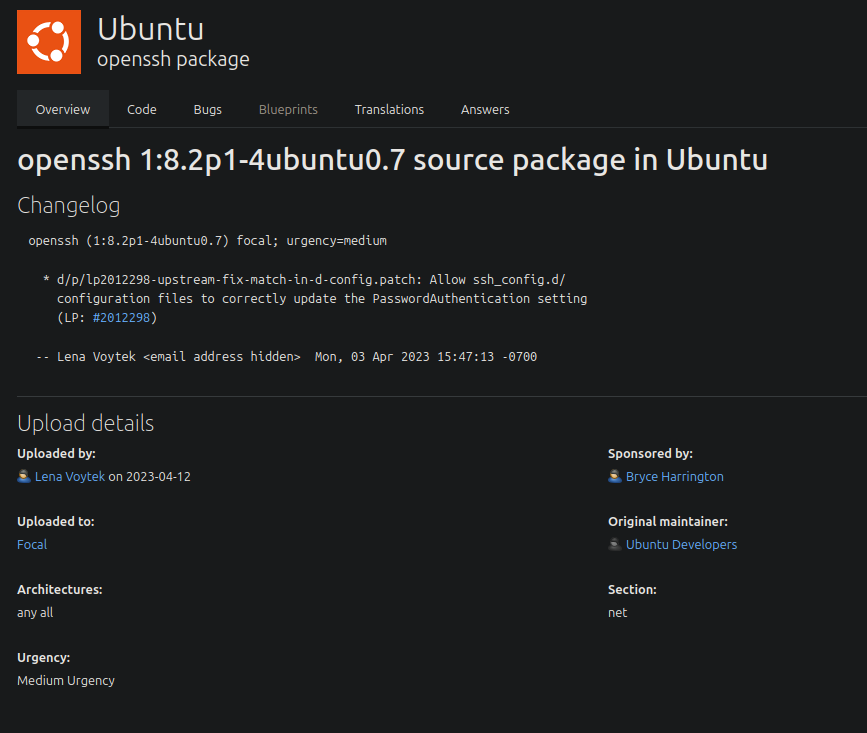 Ubuntu
openssh package
Overview Code Bugs Blueprints Translations Answers
openssh 1:8.2p1-4ubuntu0.7 source package in Ubuntu
Changelog
openssh (1:8.2p1-4ubuntu0.7) focal; urgency=medium
* d/p/lp2012298-upstream-fix-match-in-d-config.patch: Allow ssh_config.d/
configuration files to correctly update the PasswordAuthentication setting
(LP: #2012298)
-- Lena Voytek <email address hidden>  Mon, 03 Apr 2023 15:47:13 -0700
Upload details
Uploaded by:
Lena Voytek on 2023-04-12
Sponsored by:
Bryce Harrington
Uploaded to:
Focal
Original maintainer:
Ubuntu Developers
Architectures:
any all
Section:
net
Urgency:
Medium Urgency